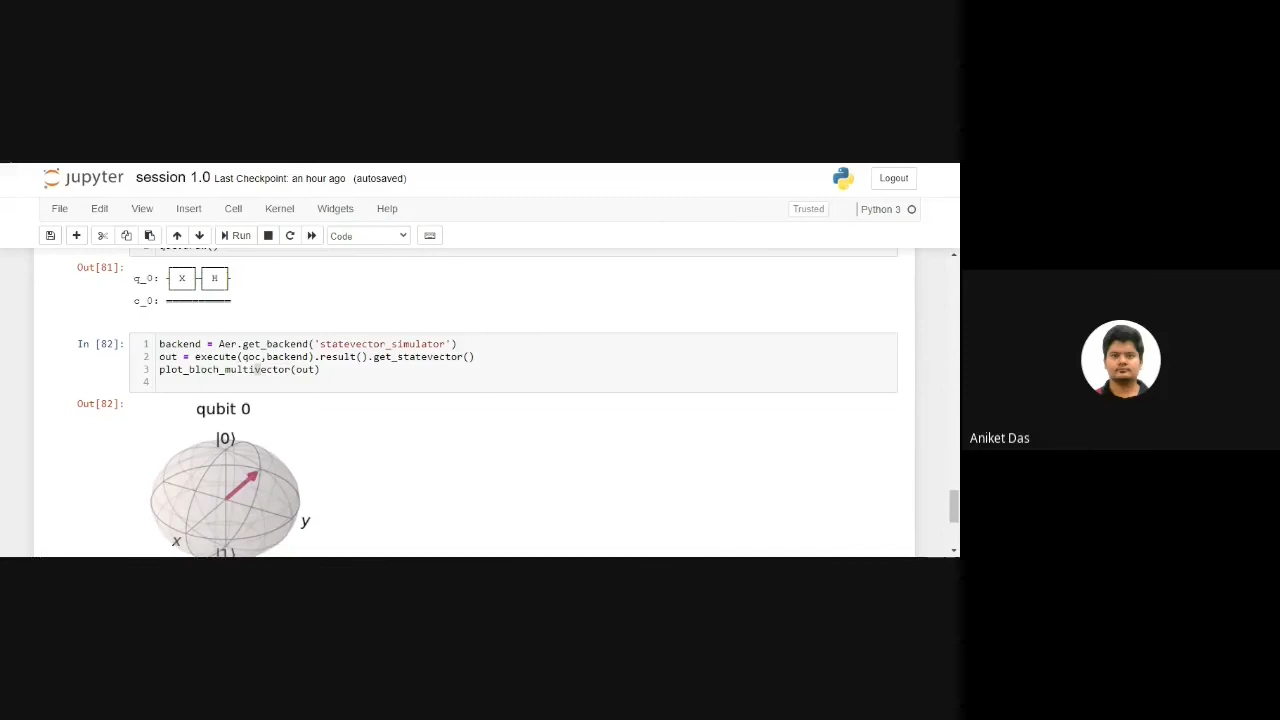 jupyter session 1.0 Last Checkpoint: an hour ago (autosaved)
Logout
File Edit View Insert Cell Kernel Widgets Help
Trusted
Python 3
Run
Code
Out[81]:
q_0:
X
H
c_0:
In [82]:
1 backend = Aer.get_backend('statevector_simulator')
2 out = execute(qoc,backend).result().get_statevector()
3 plot_bloch_multivector(out)
4
Out[82]:
qubit 0
|0⟩
y
x
|1⟩
Aniket Das